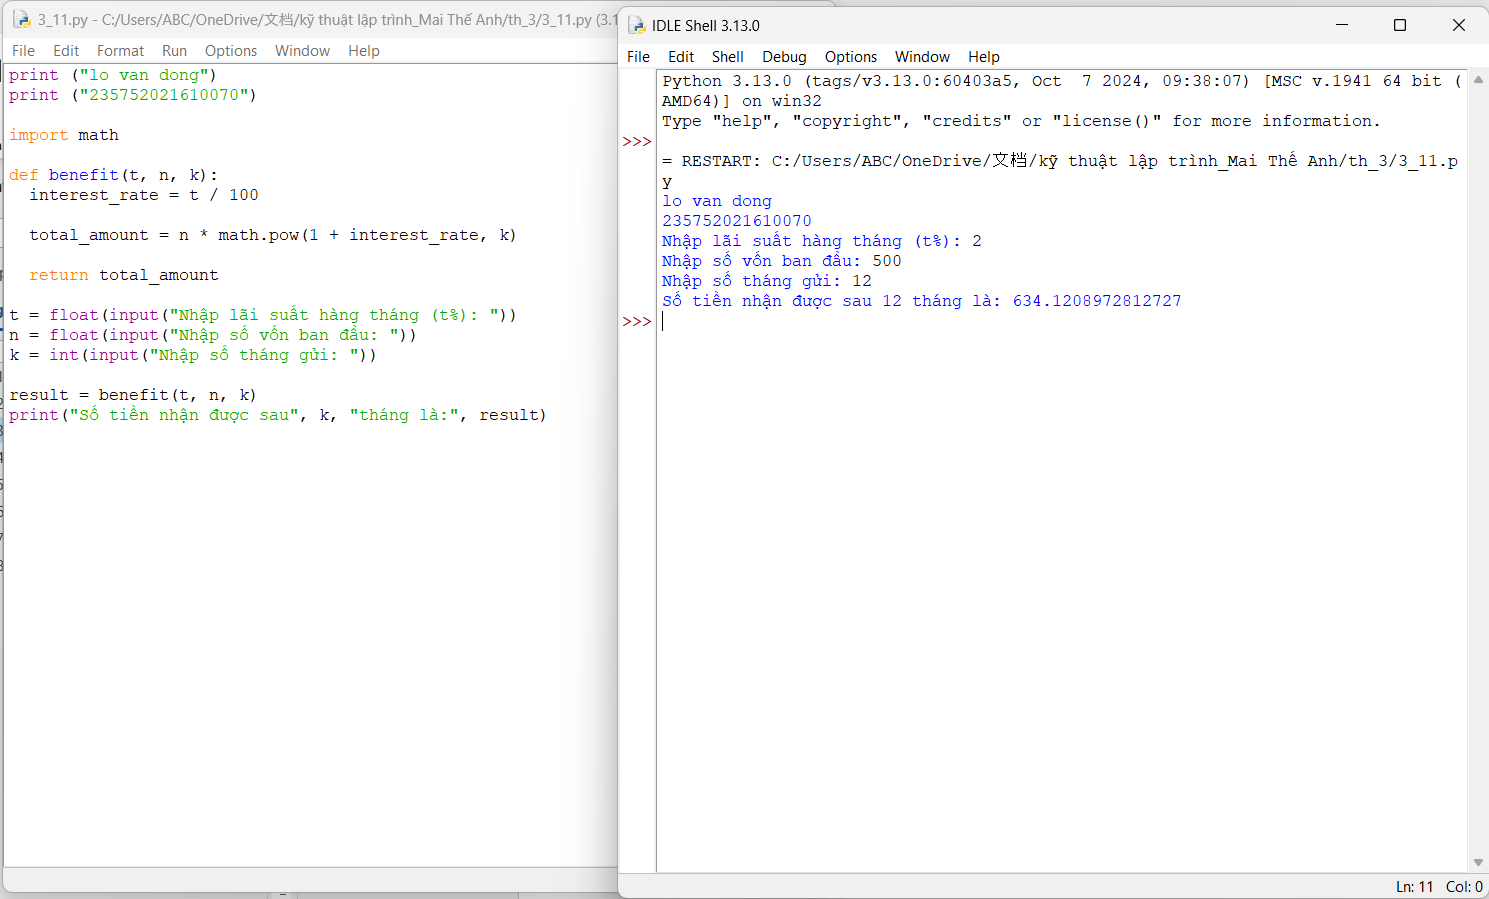 3_11.py - C:/Users/ABC/OneDrive/文档/kỹ thuật lập trình_Mai Thế Anh/th_3/3_11.py (3.1
File Edit Format Run Options Window Help
print ("lo van dong")
print ("235752021610070")
import math
def benefit(t, n, k):
interest_rate = t / 100
total_amount = n * math.pow(1 + interest_rate, k)
return total_amount
t = float(input("Nhập lãi suất hàng tháng (t%): "))
n = float(input("Nhập số vốn ban đầu: "))
k = int(input("Nhập số tháng gửi: "))
result = benefit(t, n, k)
print("Số tiền nhận được sau", k, "tháng là:", result)
IDLE Shell 3.13.0
File Edit Shell Debug Options Window Help
Python 3.13.0 (tags/v3.13.0:60403a5, Oct  7 2024, 09:38:07) [MSC v.1941 64 bit (
AMD64)] on win32
Type "help", "copyright", "credits" or "license()" for more information.
>>>
= RESTART: C:/Users/ABC/OneDrive/文档/kỹ thuật lập trình_Mai Thế Anh/th_3/3_11.p
y
lo van dong
235752021610070
Nhập lãi suất hàng tháng (t%): 2
Nhập số vốn ban đầu: 500
Nhập số tháng gửi: 12
Số tiền nhận được sau 12 tháng là: 634.1208972812727
>>>
Ln: 11 Col: 0